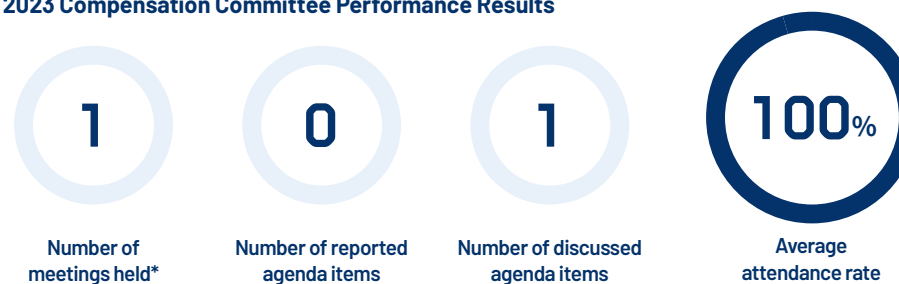 2023 Compensation Committee Performance Results
1
0
1
100%
Number of
meetings held*
Number of reported
agenda items
Number of discussed
agenda items
Average
attendance rate